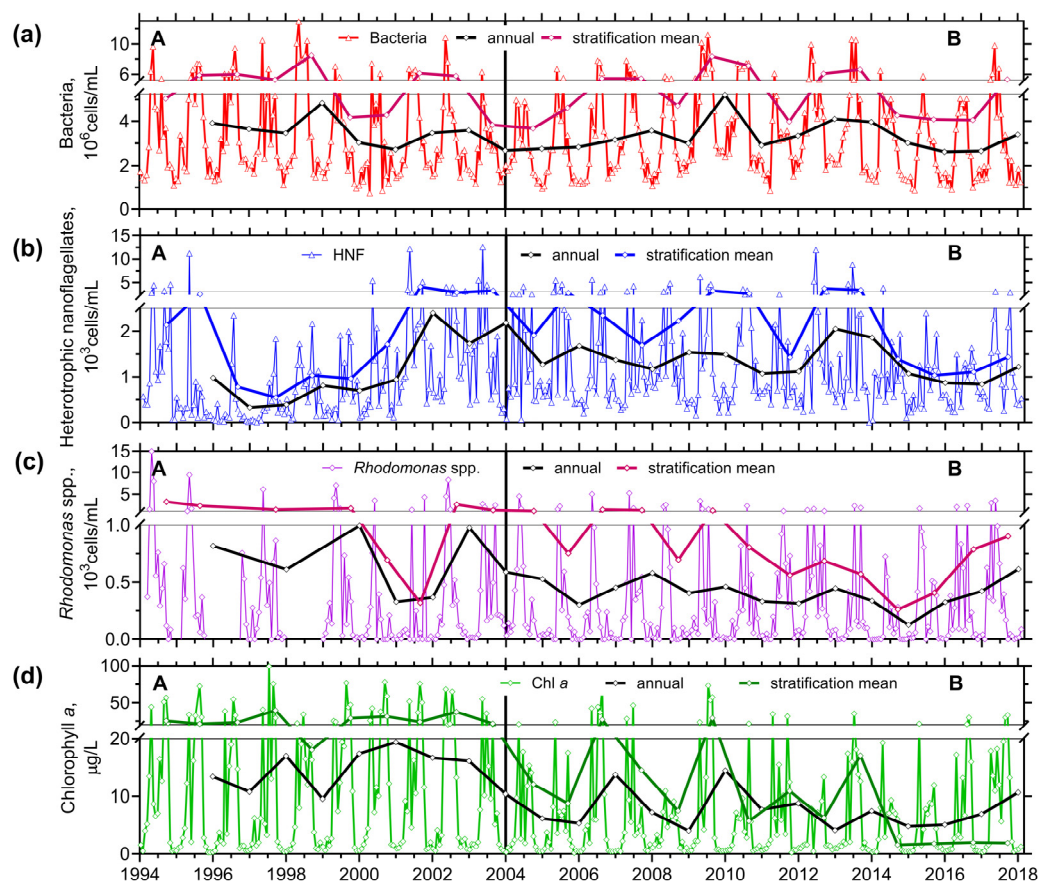 (a)
A
Bacteria
annual
stratification mean
B
Bacteria,
10⁶cells/mL
10
6
4
2
0
(b)
A
HNF
annual
stratification mean
B
Heterotrophic nanoflagellates,
10³cells/mL
15
10
5
2
1
0
(c)
A
Rhodomonas spp.
annual
stratification mean
B
Rhodomonas spp.,
10³cells/mL
15
10
5
1.0
0.5
0.0
(d)
A
Chl a
annual
stratification mean
B
Chlorophyll a,
µg/L
100
50
20
10
0
1994 1996 1998 2000 2002 2004 2006 2008 2010 2012 2014 2016 2018